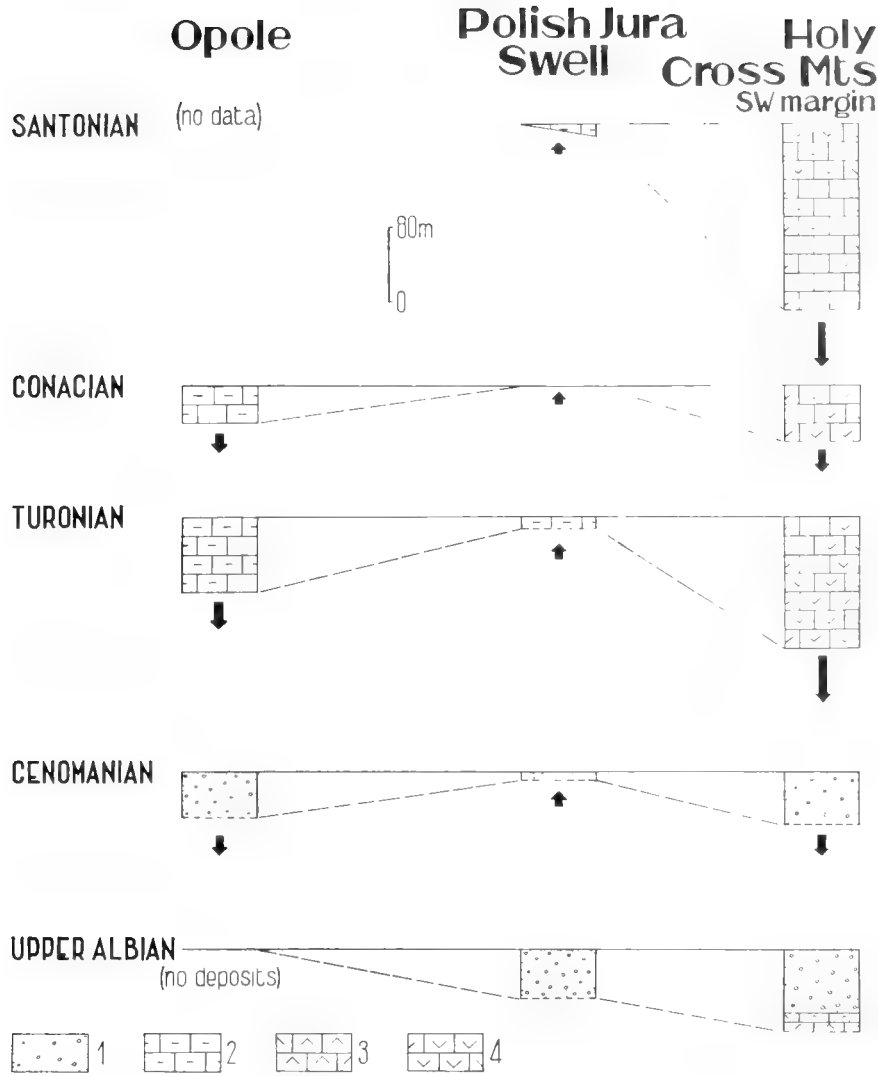 Opole
Polish Jura
Swell
Holy
Cross Mts
SW margin
SANTONIAN
(no data)
80m
0
CONACIAN
TURONIAN
CENOMANIAN
UPPER ALBIAN
(no deposits)
1
2
3
4